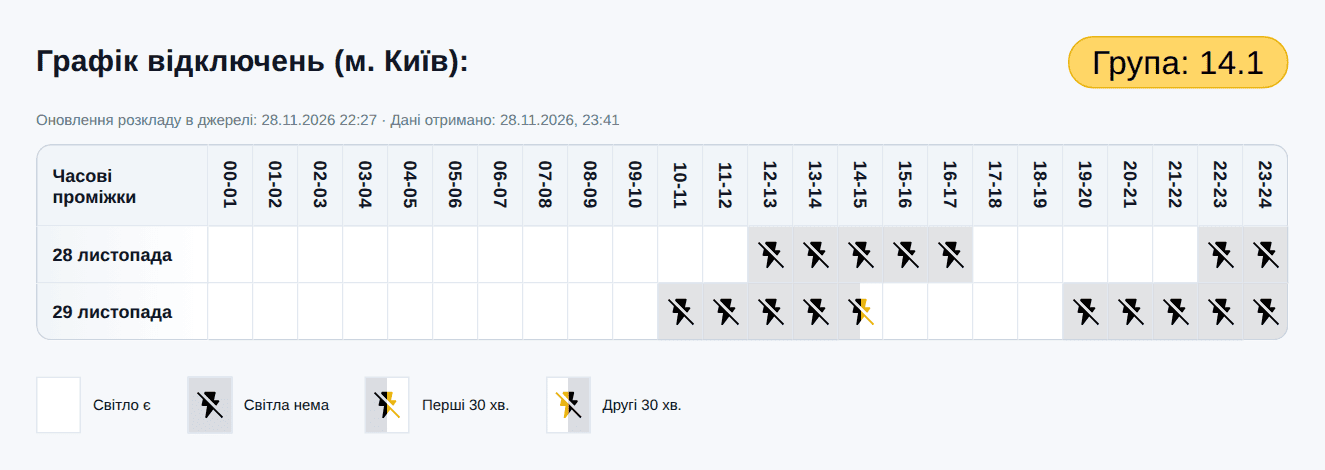 Графік відключень (м. Київ):
Група: 14.1
Оновлення розкладу в джерелі: 28.11.2026 22:27 · Дані отримано: 28.11.2026, 23:41
Часові
проміжки
00-01
01-02
02-03
03-04
04-05
05-06
06-07
07-08
08-09
09-10
10-11
11-12
12-13
13-14
14-15
15-16
16-17
17-18
18-19
19-20
20-21
21-22
22-23
23-24
28 листопада
29 листопада
Світло є
Світла нема
Перші 30 хв.
Другі 30 хв.